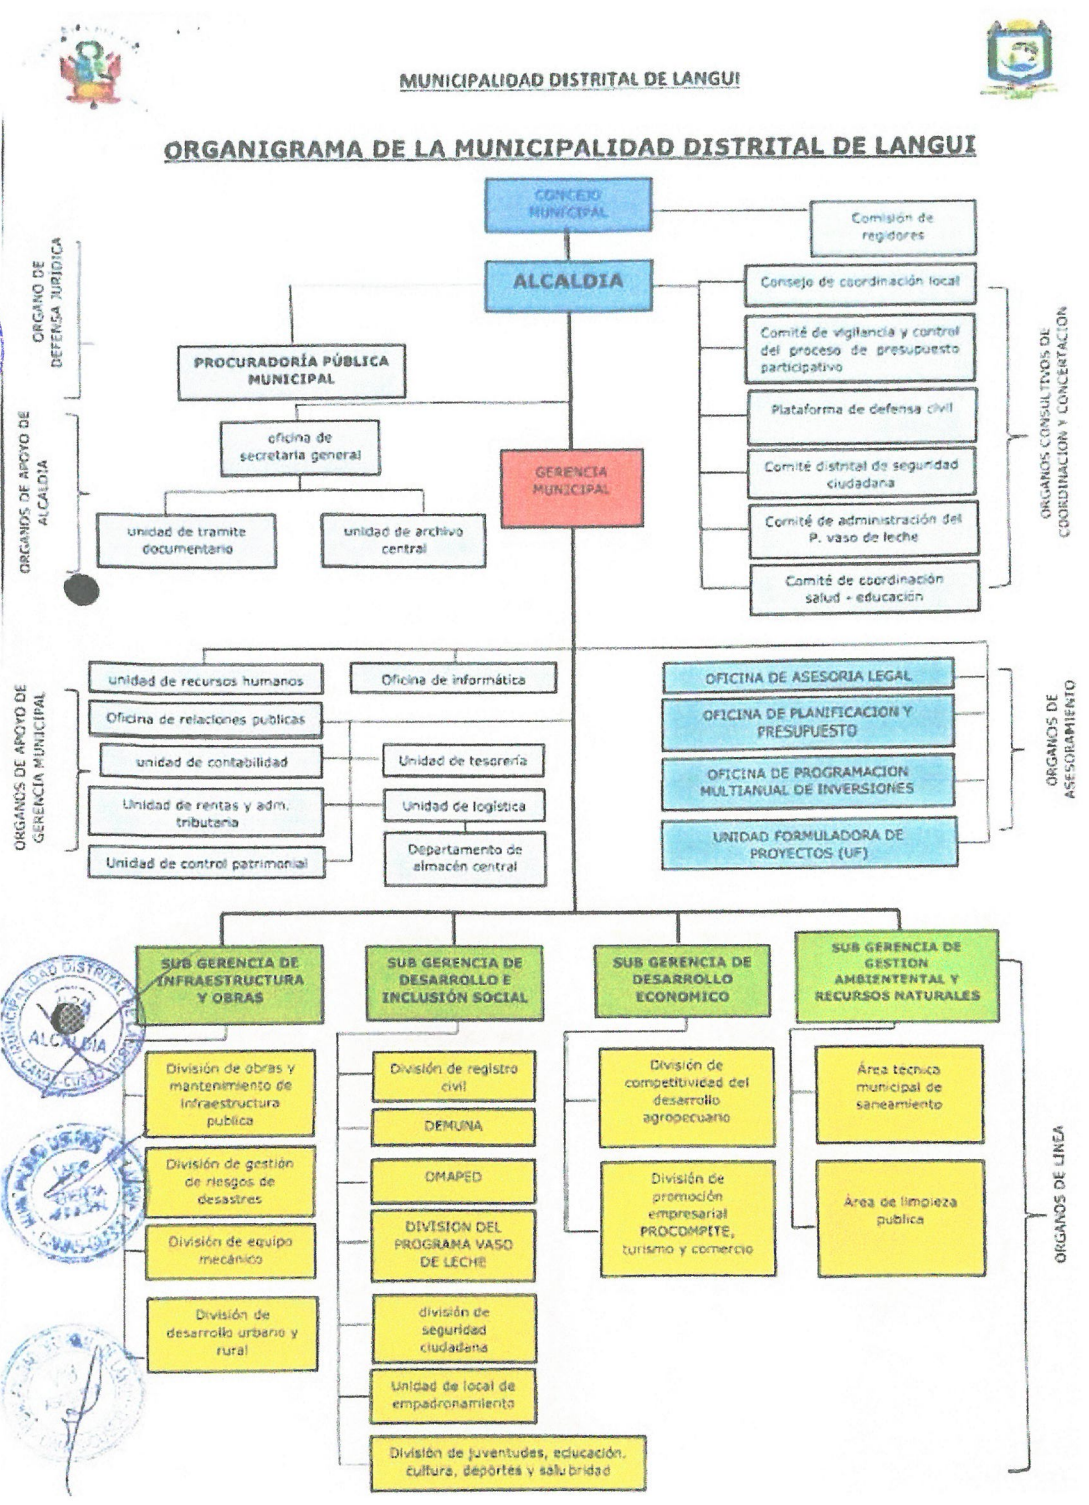 MUNICIPALIDAD DISTRITAL DE LANGUI
ORGANIGRAMA DE LA MUNICIPALIDAD DISTRITAL DE LANGUI
CONCEJO
MUNICIPAL
Comisión de
regidores
ALCALDIA
ORGANO DE
DEFENSA JURIDICA
PROCURADORÍA PÚBLICA
MUNICIPAL
Consejo de coordinación local
Comité de vigilancia y control
del proceso de presupuesto
participativo
Plataforma de defensa civil
Comité distrital de seguridad
ciudadana
Comité de administración del
P. vaso de leche
Comité de coordinación
salud - educación
ORGANOS CONSULTIVOS DE
COORDINACION Y CONCERTACION
ORGANOS DE APOYO DE
ALCALDIA
oficina de
secretaria general
unidad de tramite
documentario
unidad de archivo
central
GERENCIA
MUNICIPAL
ORGANOS DE APOYO DE
GERENCIA MUNICIPAL
unidad de recursos humanos
Oficina de informática
Oficina de relaciones publicas
unidad de contabilidad
Unidad de tesorería
Unidad de rentas y adm.
tributaria
Unidad de logística
Unidad de control patrimonial
Departamento de
almacén central
OFICINA DE ASESORIA LEGAL
OFICINA DE PLANIFICACION Y
PRESUPUESTO
OFICINA DE PROGRAMACION
MULTIANUAL DE INVERSIONES
UNIDAD FORMULADORA DE
PROYECTOS (UF)
ORGANOS DE
ASESORAMIENTO
SUB GERENCIA DE
INFRAESTRUCTURA
Y OBRAS
SUB GERENCIA DE
DESARROLLO E
INCLUSIÓN SOCIAL
SUB GERENCIA DE
DESARROLLO
ECONOMICO
SUB GERENCIA DE
GESTION
AMBIENTENTAL Y
RECURSOS NATURALES
División de obras y
mantenimiento de
infraestructura
publica
División de gestión
de riesgos de
desastres
División de equipo
mecánico
División de
desarrollo urbano y
rural
División de registro
civil
DEMUNA
OMAPED
DIVISION DEL
PROGRAMA VASO
DE LECHE
división de
seguridad
ciudadana
Unidad de local de
empadronamiento
División de juventudes, educación,
cultura, deportes y salubridad
División de
competitividad del
desarrollo
agropecuario
División de
promoción
empresarial
PROCOMPITE,
turismo y comercio
Área tecnica
municipal de
saneamiento
Área de limpieza
publica
ORGANOS DE LINEA
MUNICIPALIDAD DISTRITAL DE
ALCALDIA